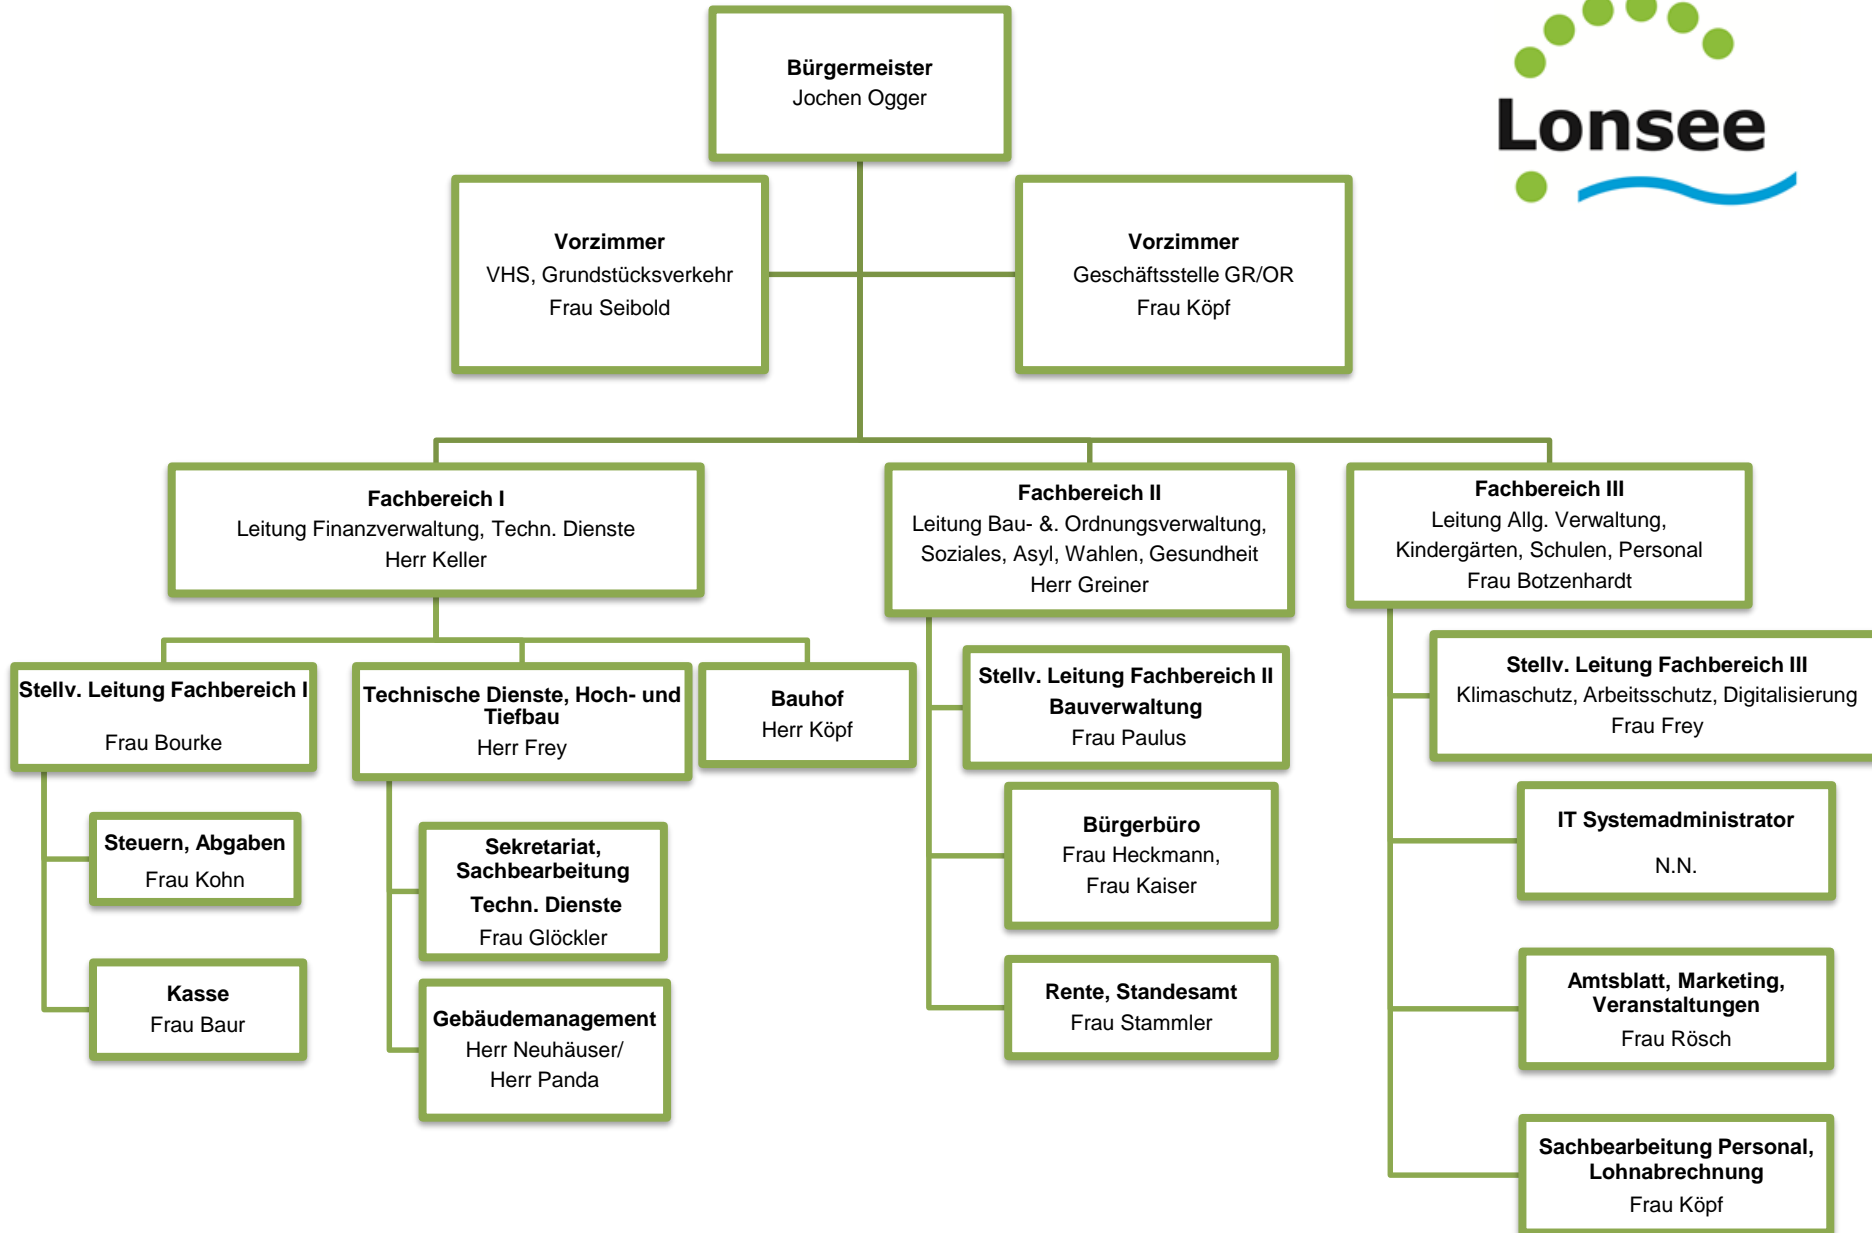 Bürgermeister
Jochen Ogger
Lonsee
Vorzimmer
VHS, Grundstücksverkehr
Frau Seibold
Vorzimmer
Geschäftsstelle GR/OR
Frau Köpf
Fachbereich I
Leitung Finanzverwaltung, Techn. Dienste
Herr Keller
Fachbereich II
Leitung Bau- &. Ordnungsverwaltung,
Soziales, Asyl, Wahlen, Gesundheit
Herr Greiner
Fachbereich III
Leitung Allg. Verwaltung,
Kindergärten, Schulen, Personal
Frau Botzenhardt
Stellv. Leitung Fachbereich I
Frau Bourke
Technische Dienste, Hoch- und
Tiefbau
Herr Frey
Bauhof
Herr Köpf
Stellv. Leitung Fachbereich II
Bauverwaltung
Frau Paulus
Stellv. Leitung Fachbereich III
Klimaschutz, Arbeitsschutz, Digitalisierung
Frau Frey
Steuern, Abgaben
Frau Kohn
Sekretariat,
Sachbearbeitung
Techn. Dienste
Frau Glöckler
Bürgerbüro
Frau Heckmann,
Frau Kaiser
IT Systemadministrator
N.N.
Kasse
Frau Baur
Gebäudemanagement
Herr Neuhäuser/
Herr Panda
Rente, Standesamt
Frau Stammler
Amtsblatt, Marketing,
Veranstaltungen
Frau Rösch
Sachbearbeitung Personal,
Lohnabrechnung
Frau Köpf